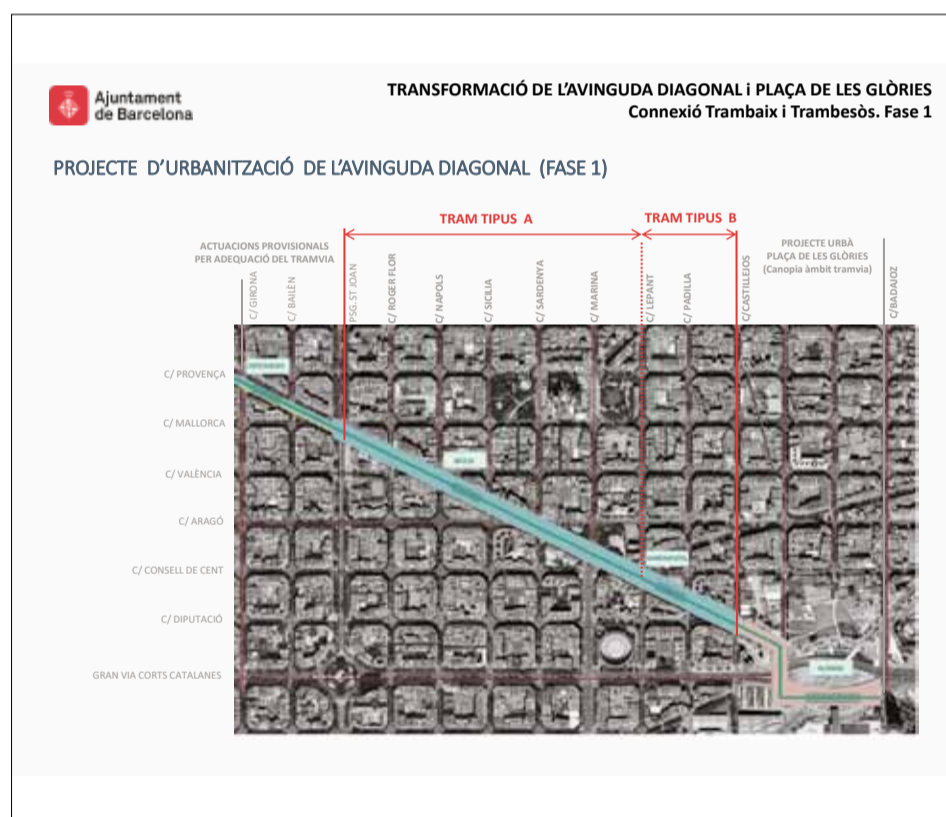 Ajuntament
de Barcelona
TRANSFORMACIÓ DE L'AVINGUDA DIAGONAL i PLAÇA DE LES GLÒRIES
Connexió Trambaix i Trambesòs. Fase 1
PROJECTE D'URBANITZACIÓ DE L'AVINGUDA DIAGONAL (FASE 1)
TRAM TIPUS A
TRAM TIPUS B
ACTUACIONS PROVISIONALS
PER ADEQUACIÓ DEL TRAMVIA
PROJECTE URBÀ
PLAÇA DE LES GLÒRIES
(Canopia àmbit tramvia)
C/ GIRONA
C/ BAILÈN
PSG. ST JOAN
C/ ROGER FLOR
C/ NAPOLS
C/ SICILIA
C/ SARDENYA
C/ MARINA
C/ LEPANT
C/ PADILLA
C/CASTILLEJOS
C/BADAJOZ
C/ PROVENÇA
C/ MALLORCA
C/ VALÈNCIA
C/ ARAGÓ
C/ CONSELL DE CENT
C/ DIPUTACIÓ
GRAN VIA CORTS CATALANES